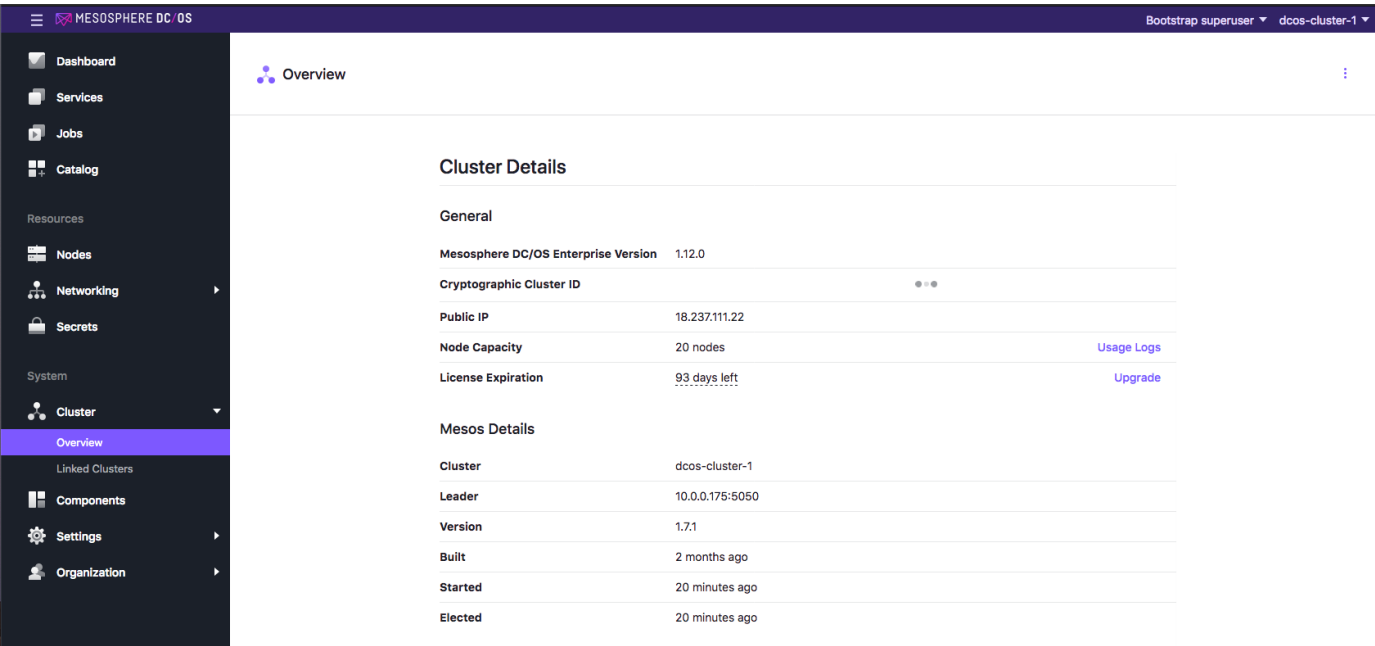 MESOSPHERE DC/OS
Bootstrap superuser dcos-cluster-1
Dashboard
Services
Jobs
Catalog
Resources
Nodes
Networking
Secrets
System
Cluster
Overview
Linked Clusters
Components
Settings
Organization
Overview
Cluster Details
General
Mesosphere DC/OS Enterprise Version 1.12.0
Cryptographic Cluster ID
Public IP 18.237.111.22
Node Capacity 20 nodes Usage Logs
License Expiration 93 days left Upgrade
Mesos Details
Cluster dcos-cluster-1
Leader 10.0.0.175:5050
Version 1.7.1
Built 2 months ago
Started 20 minutes ago
Elected 20 minutes ago